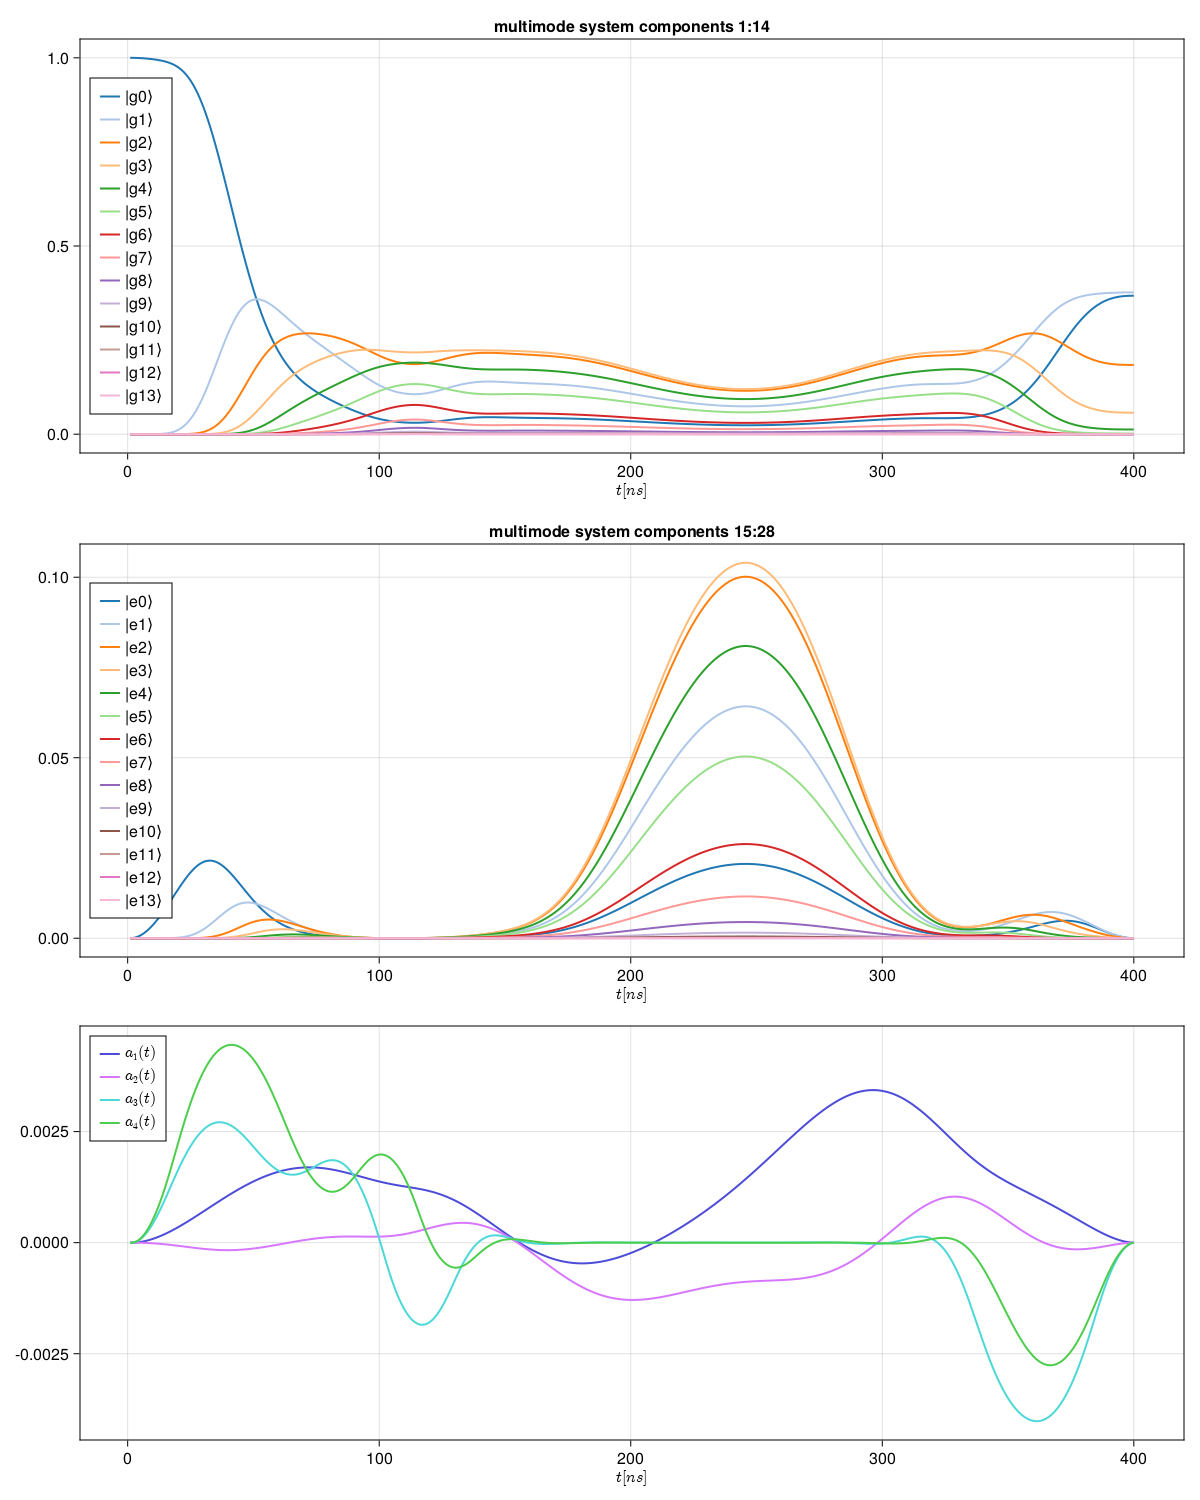 multimode system components 1:14
1.0
0.5
0.0
|g0⟩
|g1⟩
|g2⟩
|g3⟩
|g4⟩
|g5⟩
|g6⟩
|g7⟩
|g8⟩
|g9⟩
|g10⟩
|g11⟩
|g12⟩
|g13⟩
0 100 200 300 400
t[ns]
multimode system components 15:28
0.10
0.05
0.00
|e0⟩
|e1⟩
|e2⟩
|e3⟩
|e4⟩
|e5⟩
|e6⟩
|e7⟩
|e8⟩
|e9⟩
|e10⟩
|e11⟩
|e12⟩
|e13⟩
0 100 200 300 400
t[ns]
a₁(t)
a₂(t)
a₃(t)
a₄(t)
0.0025
0.0000
-0.0025
0 100 200 300 400
t[ns]